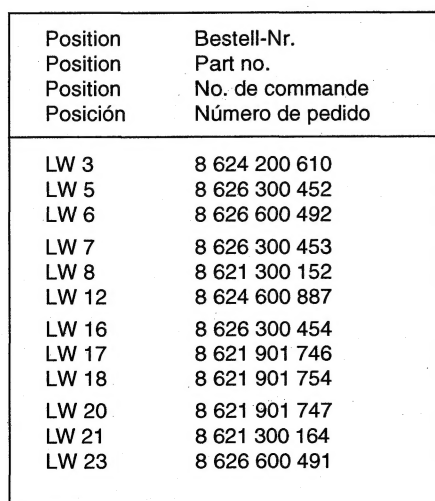 Position Bestell-Nr.
Position Part no.
Position No. de commande
Posición Número de pedido
LW 3 8 624 200 610
LW 5 8 626 300 452
LW 6 8 626 600 492
LW 7 8 626 300 453
LW 8 8 621 300 152
LW 12 8 624 600 887
LW 16 8 626 300 454
LW 17 8 621 901 746
LW 18 8 621 901 754
LW 20 8 621 901 747
LW 21 8 621 300 164
LW 23 8 626 600 491